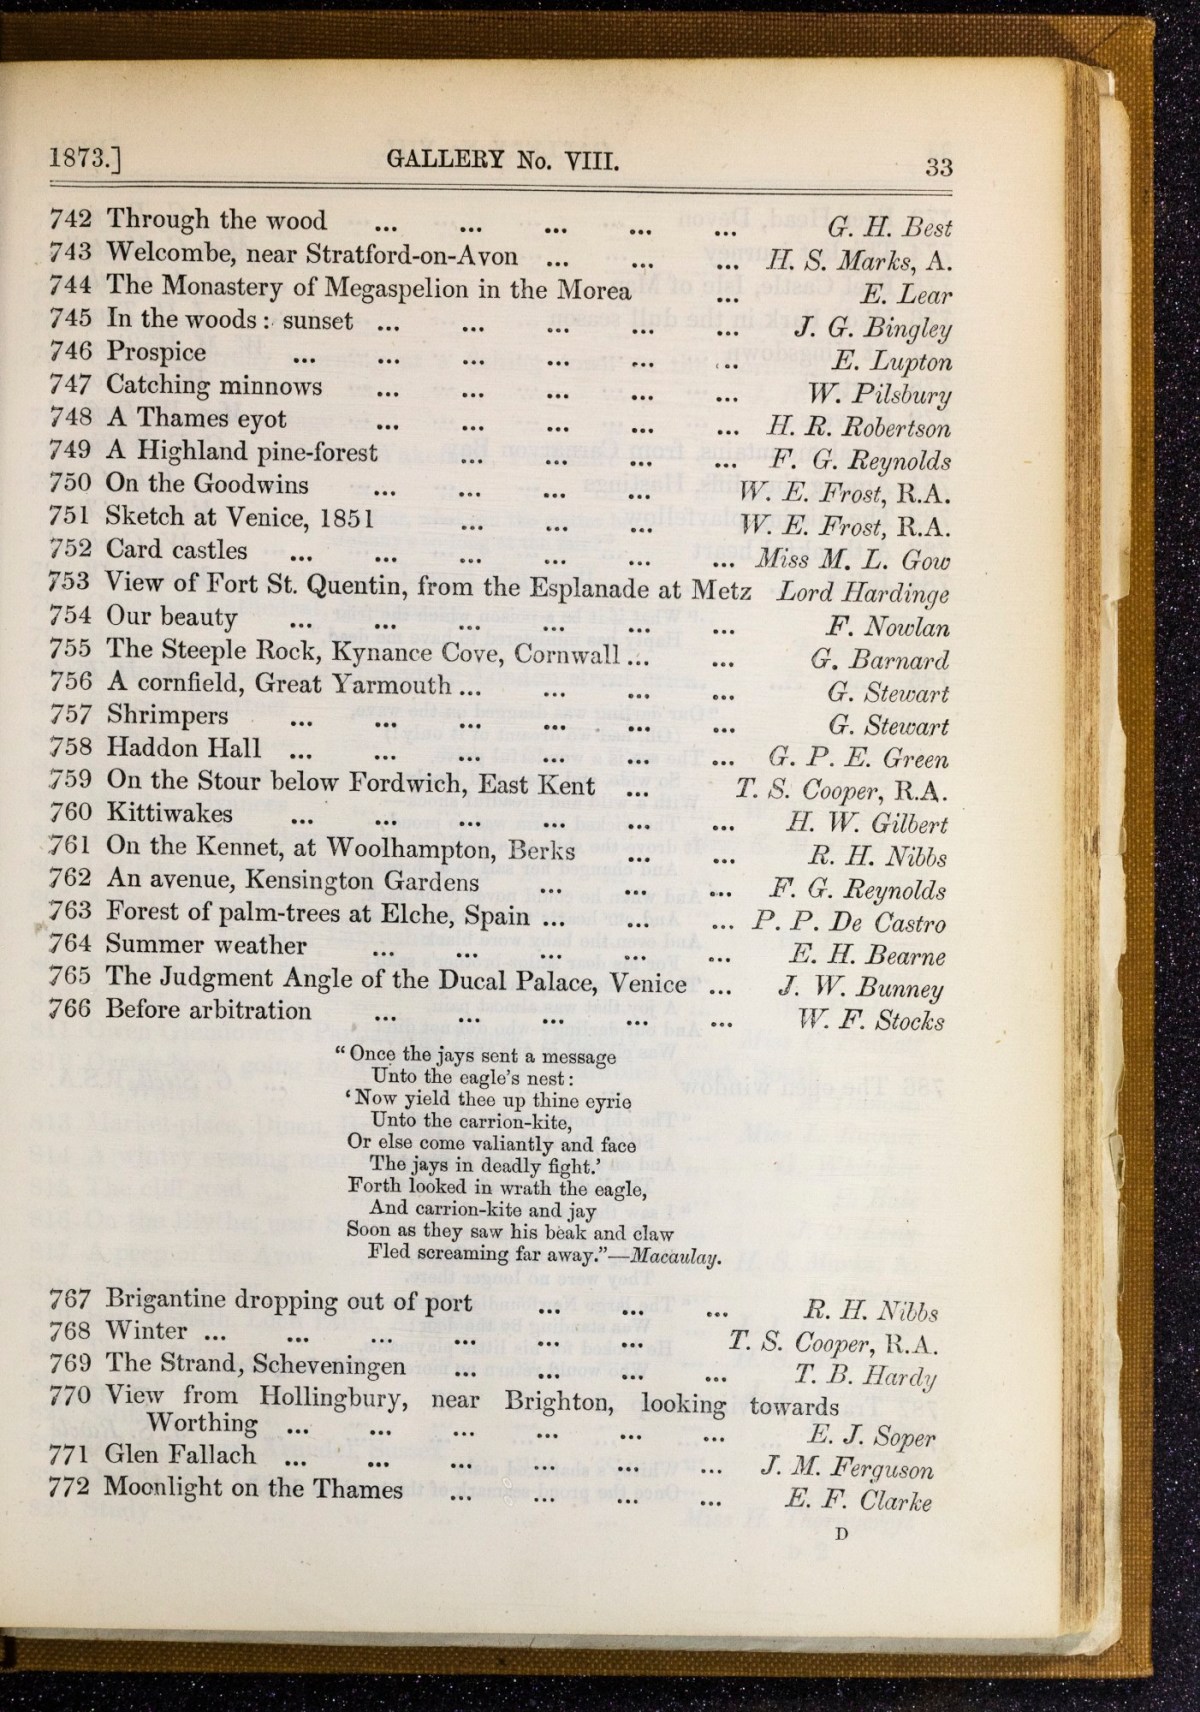 1873.] GALLERY No. VIII. 33
742 Through the wood ... ... ... ... ... G. H. Best
743 Welcombe, near Stratford-on-Avon ... ... ... H. S. Marks, A.
744 The Monastery of Megaspelion in the Morea ... E. Lear
745 In the woods: sunset ... ... ... ... ... J. G. Bingley
746 Prospice ... ... ... ... ... ... E. Lupton
747 Catching minnows ... ... ... ... ... W. Pilsbury
748 A Thames eyot ... ... ... ... ... H. R. Robertson
749 A Highland pine-forest ... ... ... ... F. G. Reynolds
750 On the Goodwins ... ... ... ... W. E. Frost, R.A.
751 Sketch at Venice, 1851 ... ... ... W. E. Frost, R.A.
752 Card castles ... ... ... ... ... ... Miss M. L. Gow
753 View of Fort St. Quentin, from the Esplanade at Metz Lord Hardinge
754 Our beauty ... ... ... ... ... ... F. Nowlan
755 The Steeple Rock, Kynance Cove, Cornwall ... ... G. Barnard
756 A cornfield, Great Yarmouth ... ... ... ... G. Stewart
757 Shrimpers ... ... ... ... ... ... G. Stewart
758 Haddon Hall ... ... ... ... ... ... G. P. E. Green
759 On the Stour below Fordwich, East Kent ... T. S. Cooper, R.A.
760 Kittiwakes ... ... ... ... ... ... H. W. Gilbert
761 On the Kennet, at Woolhampton, Berks ... ... R. H. Nibbs
762 An avenue, Kensington Gardens ... ... ... F. G. Reynolds
763 Forest of palm-trees at Elche, Spain ... ... ... P. P. De Castro
764 Summer weather ... ... ... ... ... E. H. Bearne
765 The Judgment Angle of the Ducal Palace, Venice ... J. W. Bunney
766 Before arbitration ... ... ... ... ... W. F. Stocks
"Once the jays sent a message
Unto the eagle's nest:
'Now yield thee up thine eyrie
Unto the carrion-kite,
Or else come valiantly and face
The jays in deadly fight.'
Forth looked in wrath the eagle,
And carrion-kite and jay
Soon as they saw his beak and claw
Fled screaming far away."—Macaulay.
767 Brigantine dropping out of port ... ... ... R. H. Nibbs
768 Winter ... ... ... ... ... ... T. S. Cooper, R.A.
769 The Strand, Scheveningen ... ... ... ... T. B. Hardy
770 View from Hollingbury, near Brighton, looking towards
Worthing ... ... ... ... ... ... E. J. Soper
771 Glen Fallach ... ... ... ... ... ... J. M. Ferguson
772 Moonlight on the Thames ... ... ... ... E. F. Clarke
D